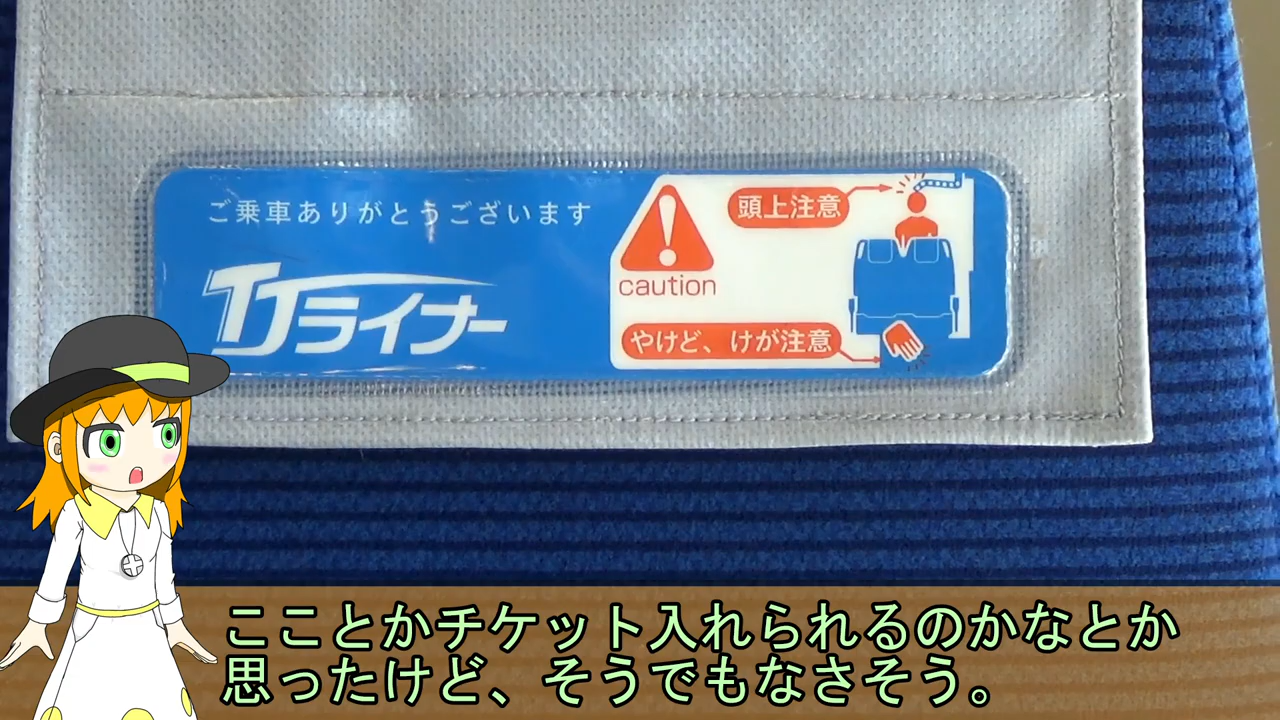 ご乗車ありがとうございます
TJライナー
caution
頭上注意
やけど、けが注意
こことかチケット入れられるのかなとか
思ったけど、そうでもなさそう。